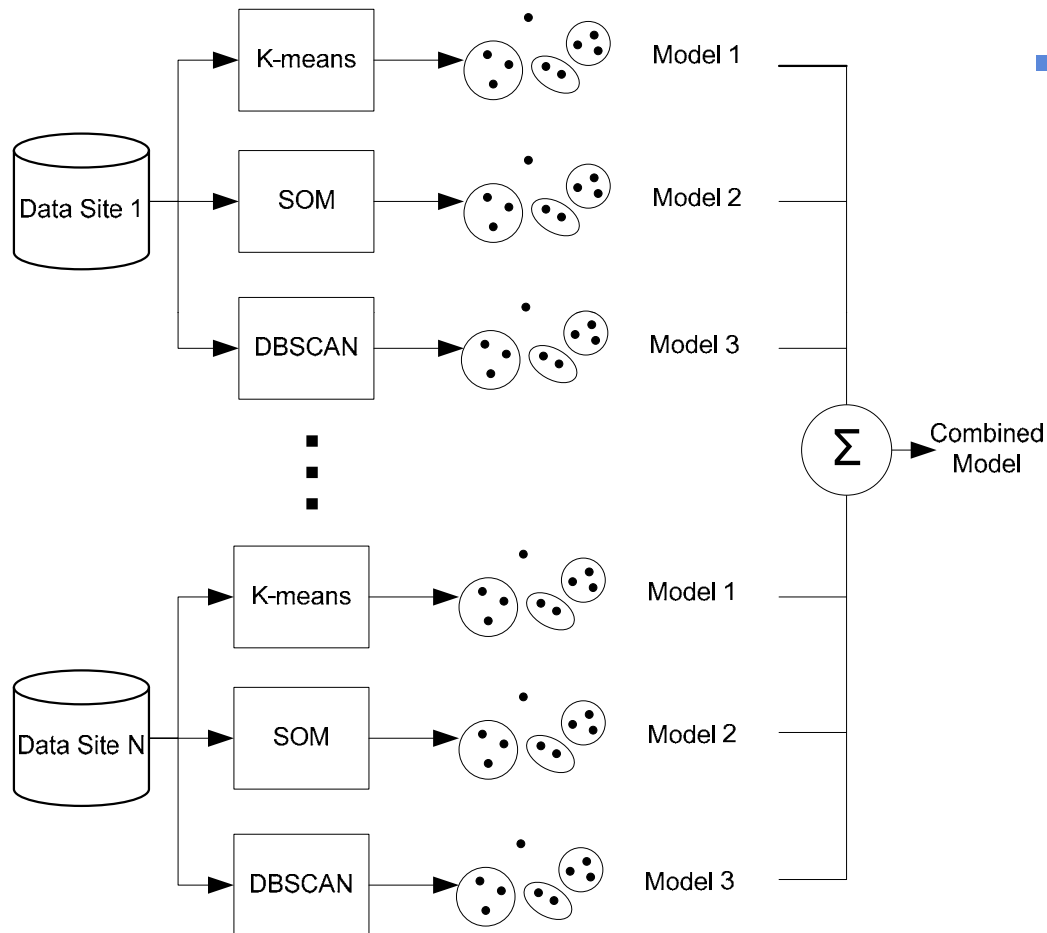 K-means
Model 1
Data Site 1
SOM
Model 2
DBSCAN
Model 3
Σ
Combined
Model
K-means
Model 1
Data Site N
SOM
Model 2
DBSCAN
Model 3